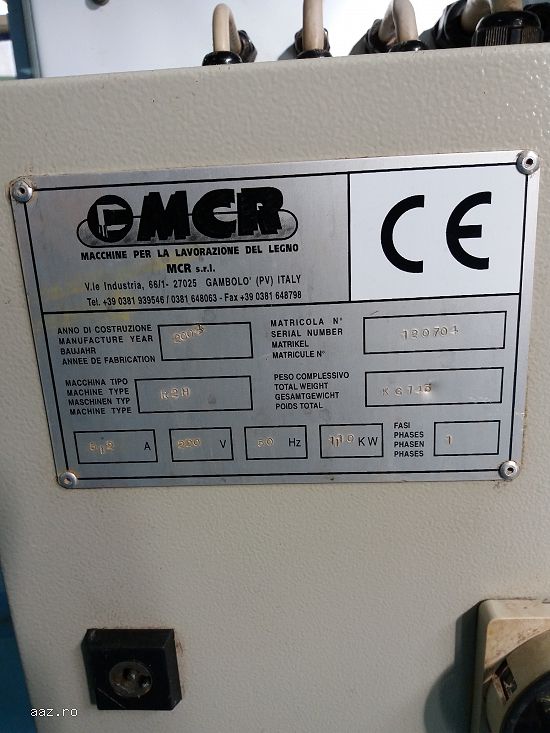 MCR
CE
MACCHINE PER LA LAVORAZIONE DEL LEGNO
MCR s.r.l.
V.le Industria, 66/1- 27025 GAMBOLO' (PV) ITALY
Tel. +39 0381 939546 / 0381 648063 - Fax +39 0381 648798
ANNO DI COSTRUZIONE
MANUFACTURE YEAR
BAUJAHR
ANNEE DE FABRICATION
MATRICOLA N°
SERIAL NUMBER
MATRIKEL
MATRICULE N°
120704
MACCHINA TIPO
MACHINE TYPE
MASCHINEN TYP
MACHINE TYPE
K2H
PESO COMPLESSIVO
TOTAL WEIGHT
GESAMTGEWICHT
POIDS TOTAL
KG
A
V
50 Hz
KW
FASI
PHASES
PHASEN
PHASES
1
aaz.ro